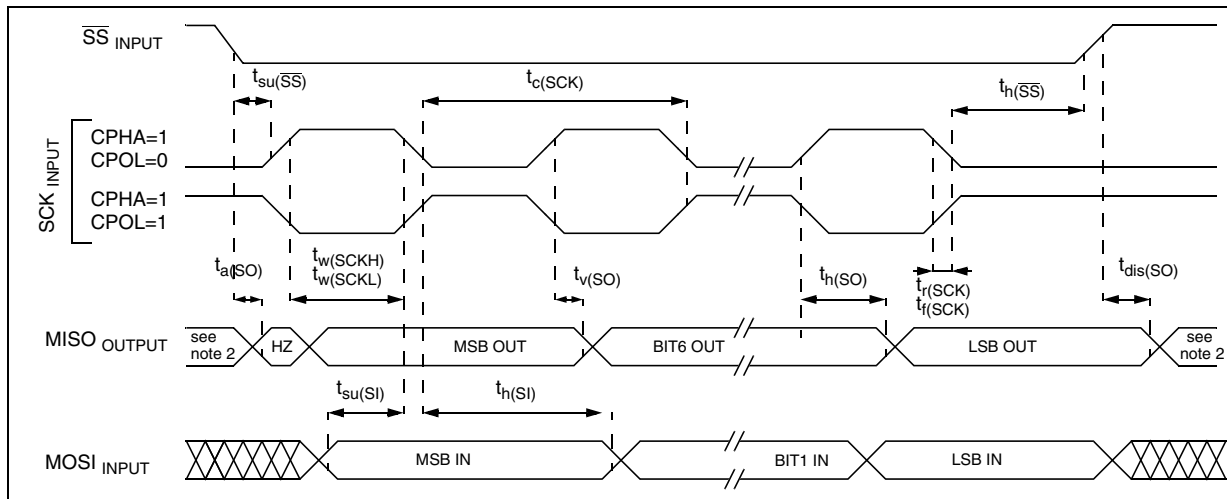 SS INPUT
tsu(SS)
tc(SCK)
th(SS)
SCK INPUT
CPHA=1
CPOL=0
CPHA=1
CPOL=1
ta(SO)
tw(SCKH)
tw(SCKL)
tv(SO)
th(SO)
tr(SCK)
tf(SCK)
tdis(SO)
MISO OUTPUT
see note 2
HZ
MSB OUT
BIT6 OUT
LSB OUT
see note 2
tsu(SI)
th(SI)
MOSI INPUT
MSB IN
BIT1 IN
LSB IN